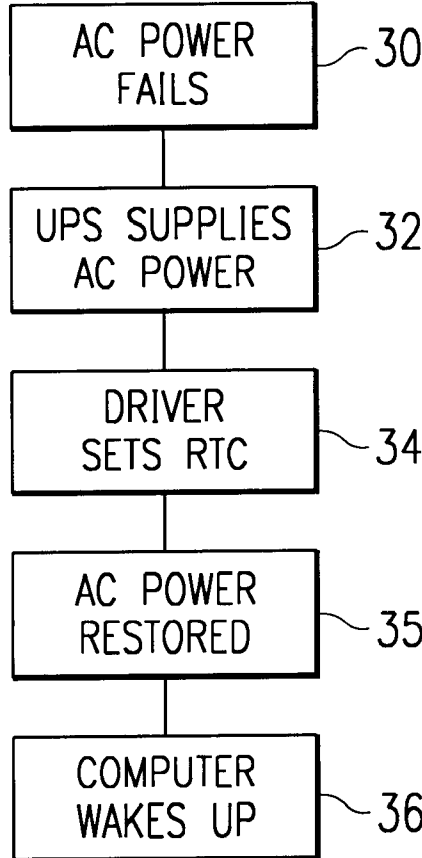 AC POWER
FAILS
30
UPS SUPPLIES
AC POWER
32
DRIVER
SETS RTC
34
AC POWER
RESTORED
35
COMPUTER
WAKES UP
36